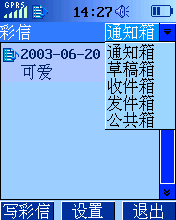 GPRS 14:27
彩信 通知箱
2003-06-20 通知箱
可爱 草稿箱
收件箱
发件箱
公共箱
写彩信 设置 退出